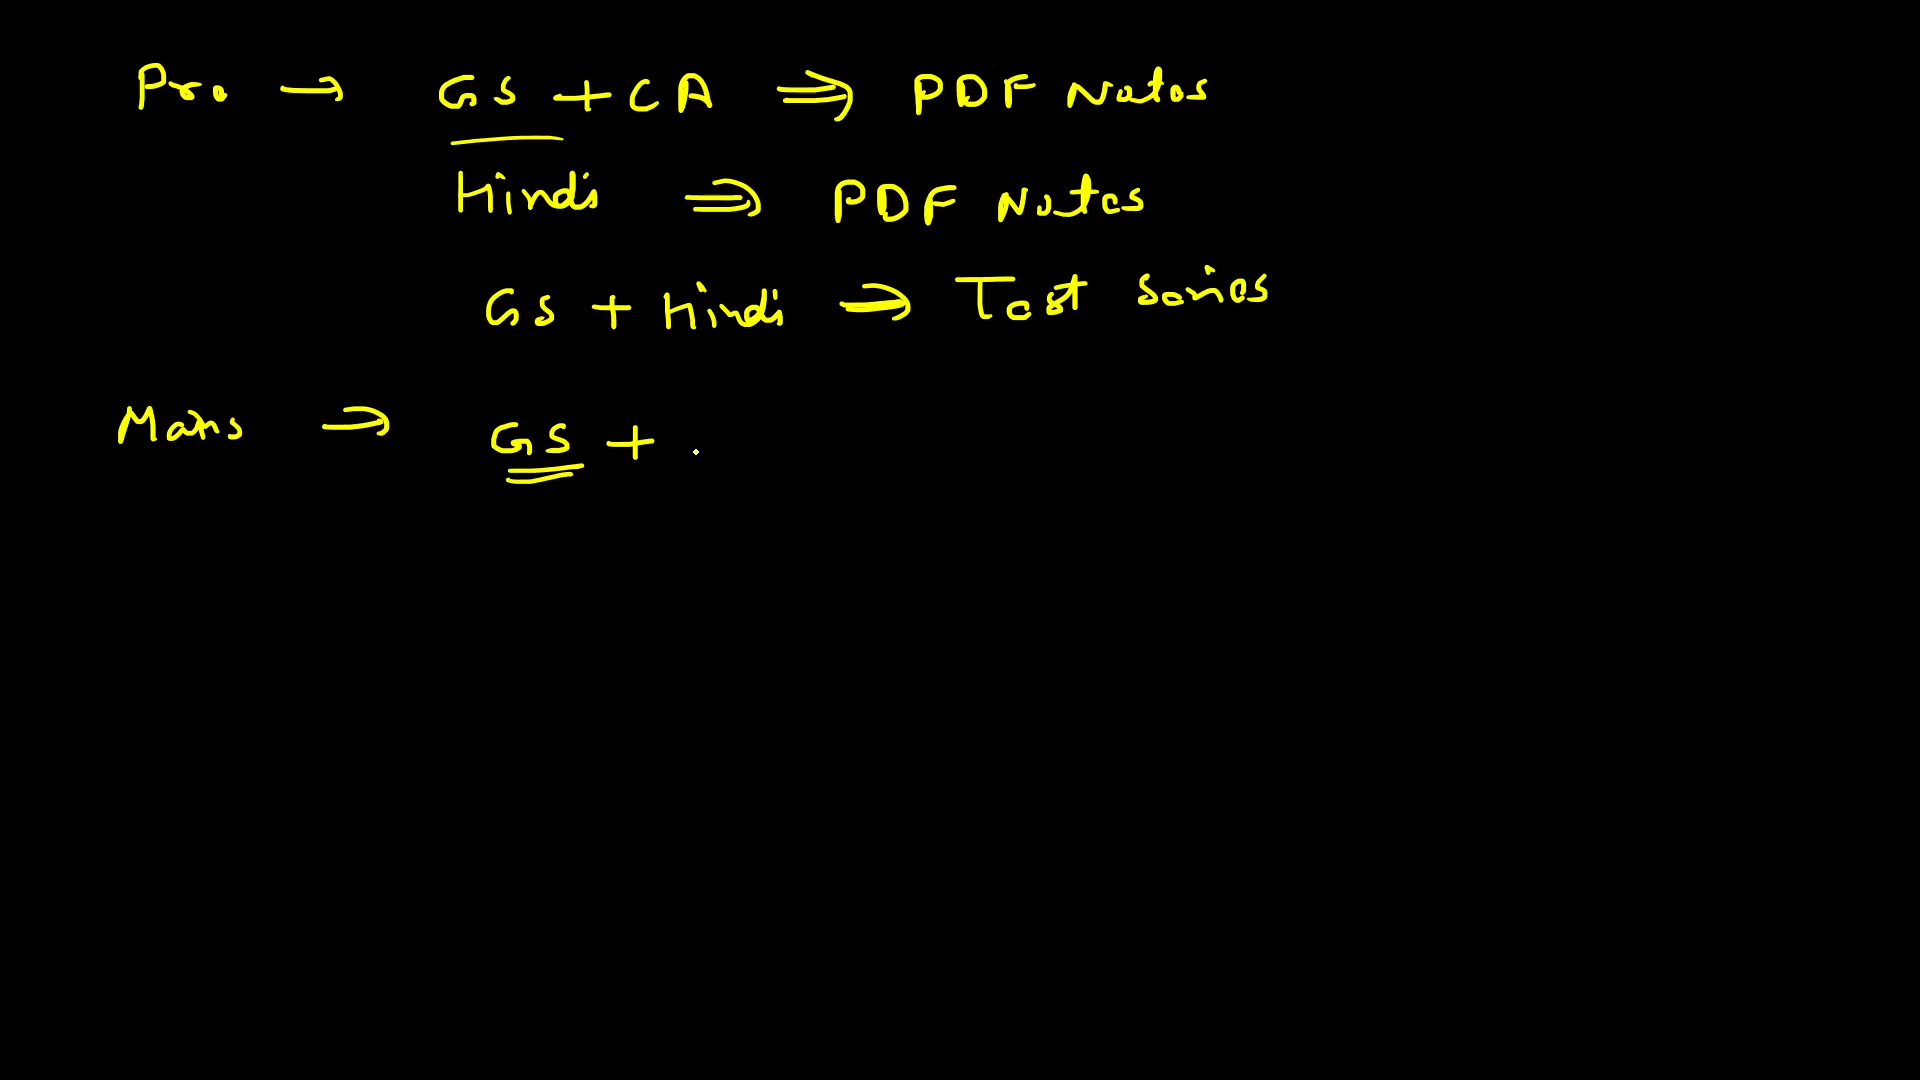 Pre → GS + CA ⇒ PDF Notes
Hindi ⇒ PDF Notes
GS + Hindi → Test Series
Mains → GS +